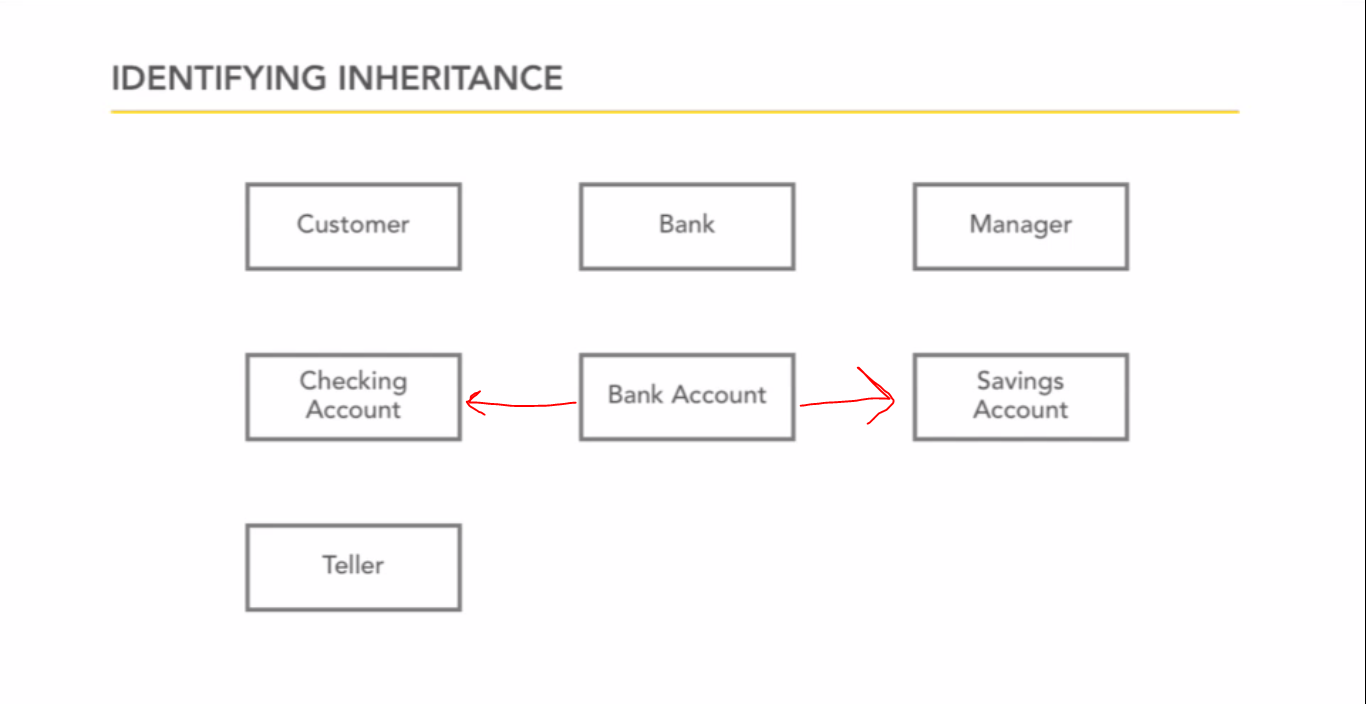 IDENTIFYING INHERITANCE
Customer
Bank
Manager
Checking
Account
Bank Account
Savings
Account
Teller